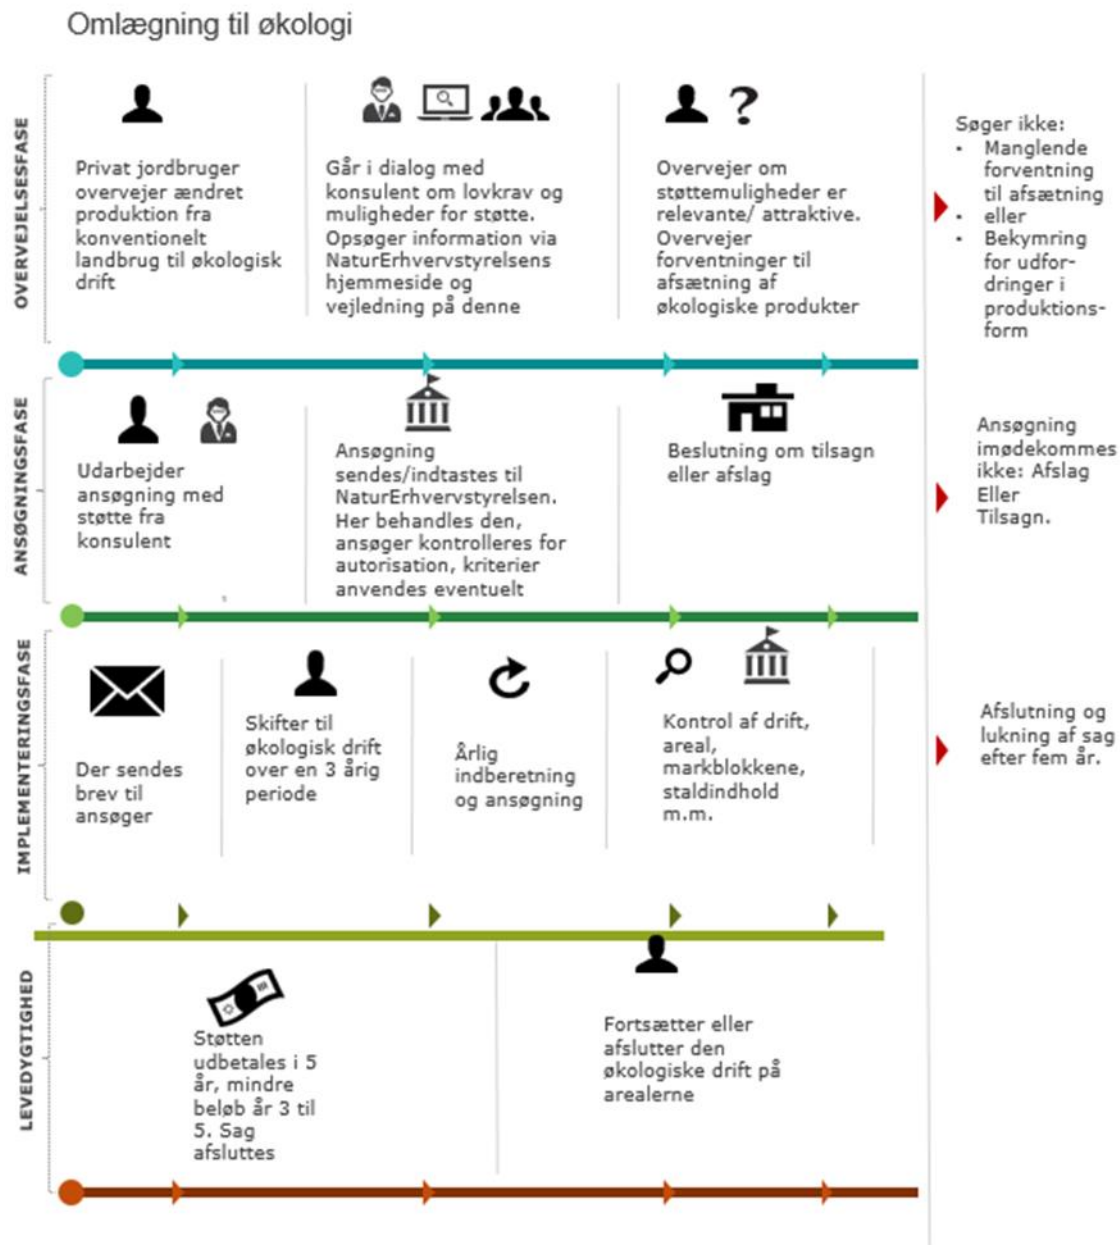 Omlægning til økologi
OVERVEJELSESFASE
Privat jordbruger
overvejer ændret
produktion fra
konventionelt
landbrug til økologisk
drift
Går i dialog med
konsulent om lovkrav og
muligheder for støtte.
Opsøger information via
NaturErhvervstyrelsens
hjemmeside og
vejledning på denne
?
Overvejer om
støttemuligheder er
relevante/ attraktive.
Overvejer
forventninger til
afsætning af
økologiske produkter
Søger ikke:
• Manglende
forventning
til afsætning
• eller
• Bekymring
for udfor-
dringer i
produktions-
form
ANSØGNINGSFASE
Udarbejder
ansøgning med
støtte fra
konsulent
Ansøgning
sendes/indtastes til
NaturErhvervstyrelsen.
Her behandles den,
ansøger kontrolleres for
autorisation, kriterier
anvendes eventuelt
Beslutning om tilsagn
eller afslag
Ansøgning
imødekommes
ikke: Afslag
Eller
Tilsagn.
IMPLEMENTERINGSFASE
Der sendes
brev til
ansøger
Skifter til
økologisk drift
over en 3 årig
periode
Årlig
indberetning
og ansøgning
Kontrol af drift,
areal,
markblokkene,
staldindhold
m.m.
Afslutning og
lukning af sag
efter fem år.
LEVEDYGTIGHED
Støtten
udbetales i 5
år, mindre
beløb år 3 til
5. Sag
afsluttes
Fortsætter eller
afslutter den
økologiske drift på
arealerne